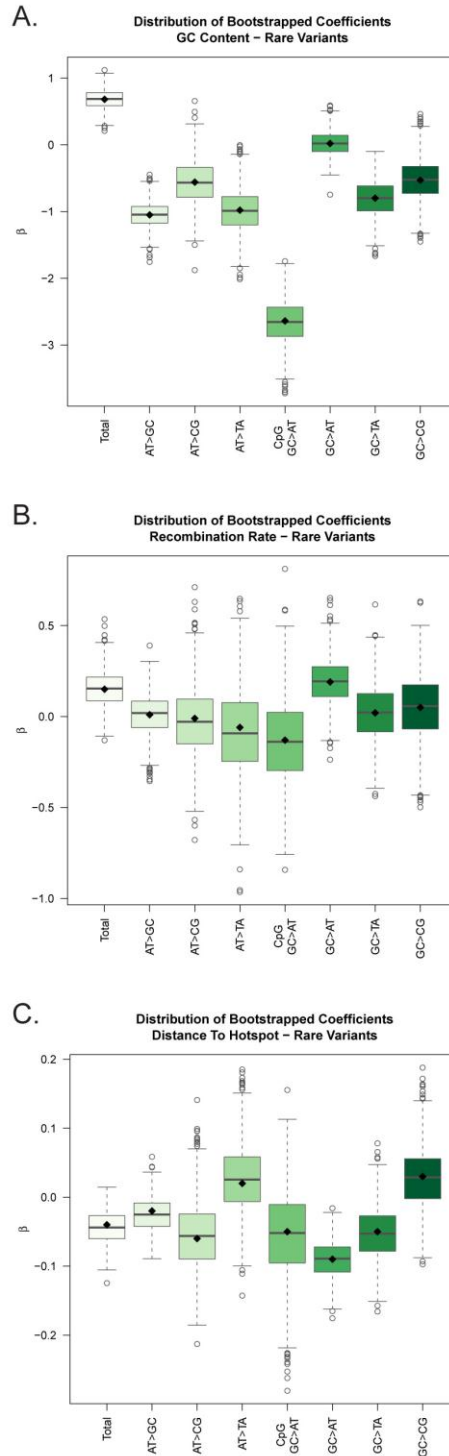 A.
Distribution of Bootstrapped Coefficients
GC Content − Rare Variants
1
0
−1
−2
−3
β
Total
AT>GC
AT>CG
AT>TA
CpG
GC>AT
GC>AT
GC>TA
GC>CG
B.
Distribution of Bootstrapped Coefficients
Recombination Rate − Rare Variants
0.5
0.0
−0.5
−1.0
β
Total
AT>GC
AT>CG
AT>TA
CpG
GC>AT
GC>AT
GC>TA
GC>CG
C.
Distribution of Bootstrapped Coefficients
Distance To Hotspot − Rare Variants
0.2
0.1
0.0
−0.1
−0.2
β
Total
AT>GC
AT>CG
AT>TA
CpG
GC>AT
GC>AT
GC>TA
GC>CG